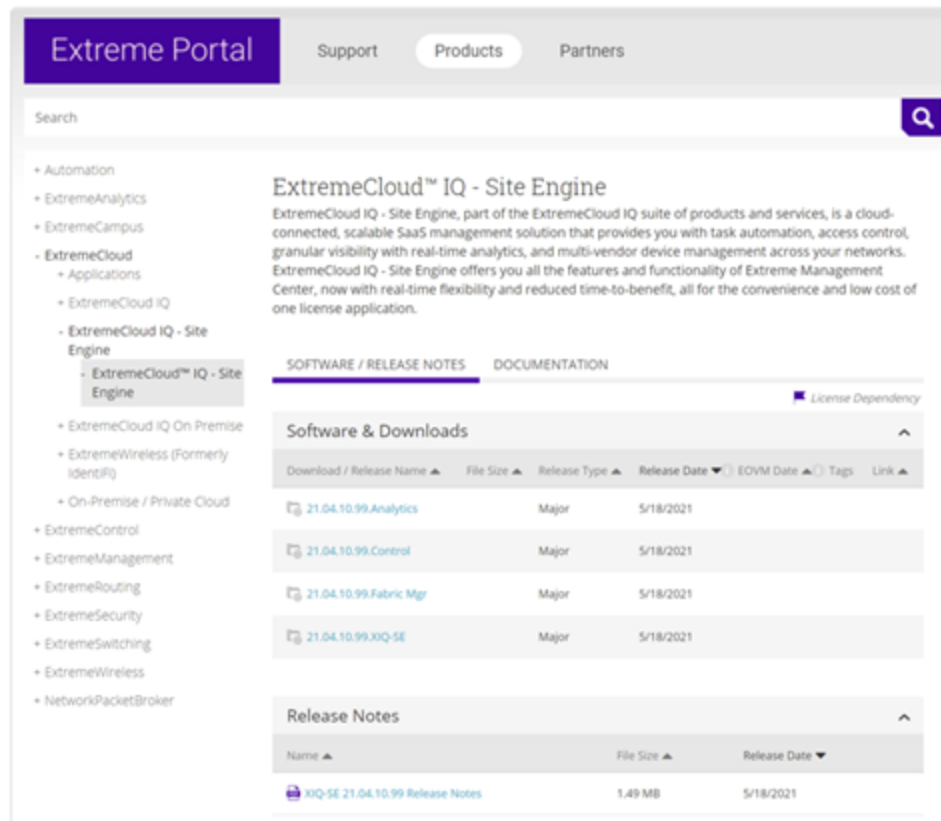 Extreme Portal
Support
Products
Partners
Search
+ Automation
+ ExtremeAnalytics
+ ExtremeCampus
- ExtremeCloud
+ Applications
+ ExtremeCloud IQ
- ExtremeCloud IQ - Site
Engine
- ExtremeCloud™ IQ - Site
Engine
+ ExtremeCloud IQ On Premise
+ ExtremeWireless (Formerly
IdentiFi)
+ On-Premise / Private Cloud
+ ExtremeControl
+ ExtremeManagement
+ ExtremeRouting
+ ExtremeSecurity
+ ExtremeSwitching
+ ExtremeWireless
+ NetworkPacketBroker
ExtremeCloud™ IQ - Site Engine
ExtremeCloud IQ - Site Engine, part of the ExtremeCloud IQ suite of products and services, is a cloud-
connected, scalable SaaS management solution that provides you with task automation, access control,
granular visibility with real-time analytics, and multi-vendor device management across your networks.
ExtremeCloud IQ - Site Engine offers you all the features and functionality of Extreme Management
Center, now with real-time flexibility and reduced time-to-benefit, all for the convenience and low cost of
one license application.
SOFTWARE / RELEASE NOTES DOCUMENTATION
License Dependency
Software & Downloads
Download / Release Name ▲ File Size ▲ Release Type ▲ Release Date ▼ EOVM Date ▲ Tags Link ▲
21.04.10.99.Analytics Major 5/18/2021
21.04.10.99.Control Major 5/18/2021
21.04.10.99.Fabric Mgr Major 5/18/2021
21.04.10.99.XIQ-SE Major 5/18/2021
Release Notes
Name ▲ File Size ▲ Release Date ▼
XIQ-SE 21.04.10.99 Release Notes 1.49 MB 5/18/2021